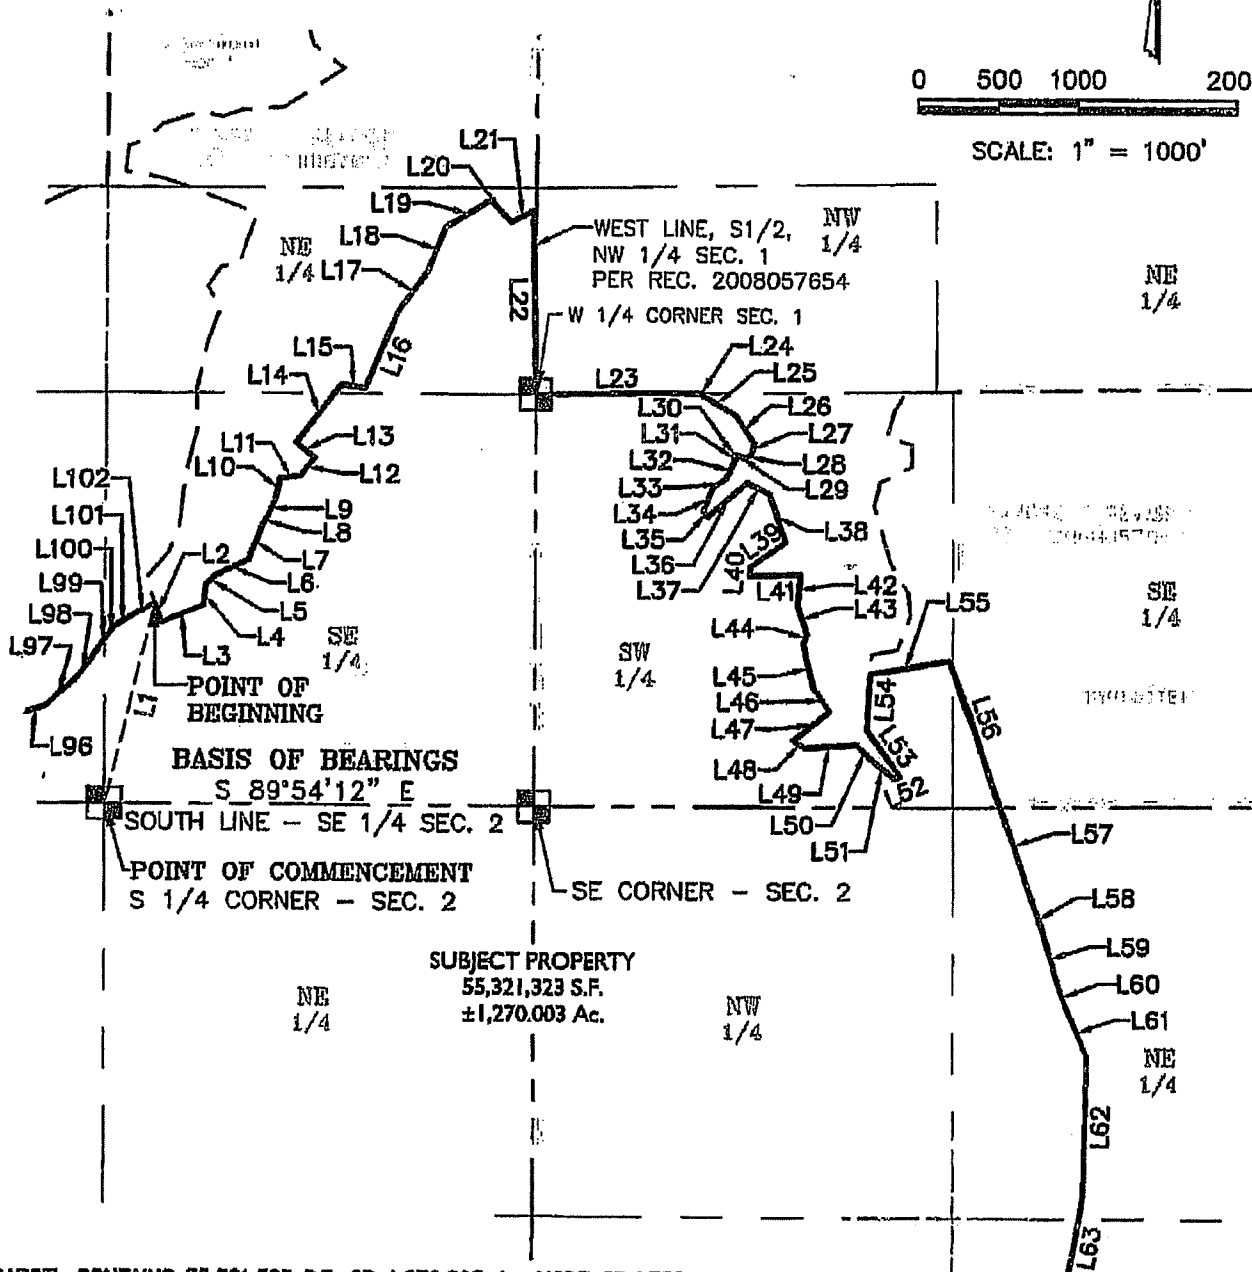 0 500 1000 200
SCALE: 1" = 1000'
L21
L20
L19
L18
L17
NE
1/4
WEST LINE, S1/2,
NW 1/4 SEC. 1
PER REC. 2008057654
NW
1/4
NE
1/4
L22
W 1/4 CORNER SEC. 1
L15
L16
L14
L23
L24
L25
L30
L26
L13
L11
L31
L27
L10
L12
L32
L28
L102
L33
L29
L9
L34
L101
L8
L38
L35
L39
L100
L2
L7
L36
L40
L99
L6
L37
L41
L42
L98
L5
L43
SE
1/4
L55
L97
L4
L44
L3
SE
1/4
SW
1/4
L45
L1
POINT OF
BEGINNING
L46
L54
L56
L47
L96
L53
BASIS OF BEARINGS
S 89°54'12" E
L48
L49
52
SOUTH LINE - SE 1/4 SEC. 2
L50
L51
L57
POINT OF COMMENCEMENT
S 1/4 CORNER - SEC. 2
SE CORNER - SEC. 2
L58
L59
SUBJECT PROPERTY
55,321,323 S.F.
±1,270.003 Ac.
NE
1/4
NW
1/4
L60
L61
NE
1/4
L62
L63